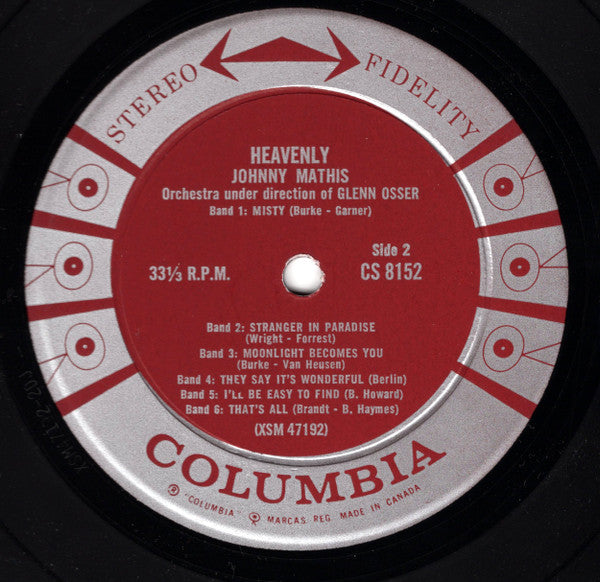 STEREO FIDELITY
HEAVENLY
JOHNNY MATHIS
Orchestra under direction of GLENN OSSER
Band 1: MISTY (Burke - Garner)
Side 2
33⅓ R.P.M.
CS 8152
Band 2: STRANGER IN PARADISE
(Wright - Forrest)
Band 3: MOONLIGHT BECOMES YOU
(Burke - Van Heusen)
Band 4: THEY SAY IT'S WONDERFUL (Berlin)
Band 5: I'LL BE EASY TO FIND (B. Howard)
Band 6: THAT'S ALL (Brandt - B. Haymes)
(XSM 47192)
COLUMBIA
"COLUMBIA" MARCAS REG. MADE IN CANADA